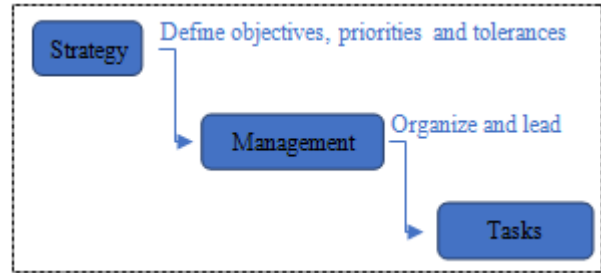 Define objectives, priorities and tolerances
Strategy
Organize and lead
Management
Tasks